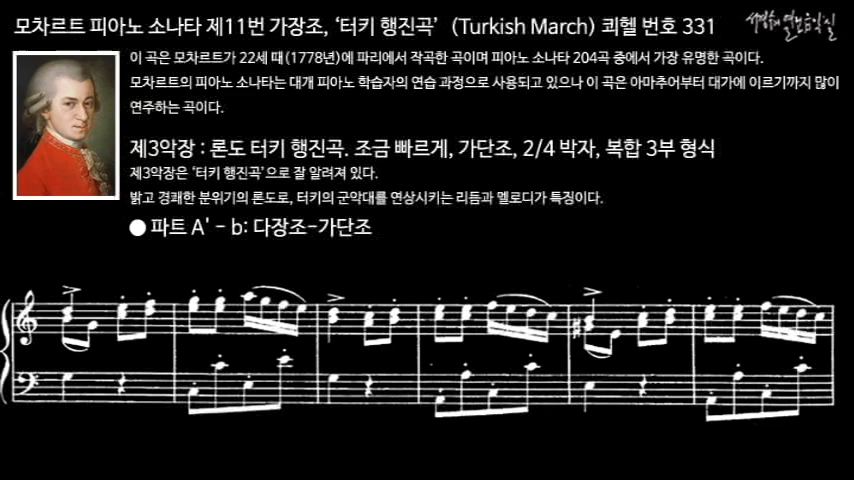 모차르트 피아노 소나타 제11번 가장조, ‘터키 행진곡’ (Turkish March) 쾨헬 번호 331
이 곡은 모차르트가 22세 때(1778년)에 파리에서 작곡한 곡이며 피아노 소나타 204곡 중에서 가장 유명한 곡이다.
모차르트의 피아노 소나타는 대개 피아노 학습자의 연습 과정으로 사용되고 있으나 이 곡은 아마추어부터 대가에 이르기까지 많이
연주하는 곡이다.
제3악장 : 론도 터키 행진곡. 조금 빠르게, 가단조, 2/4 박자, 복합 3부 형식
제3악장은 ‘터키 행진곡’으로 잘 알려져 있다.
밝고 경쾌한 분위기의 론도로, 터키의 군악대를 연상시키는 리듬과 멜로디가 특징이다.
● 파트 A' - b: 다장조-가단조